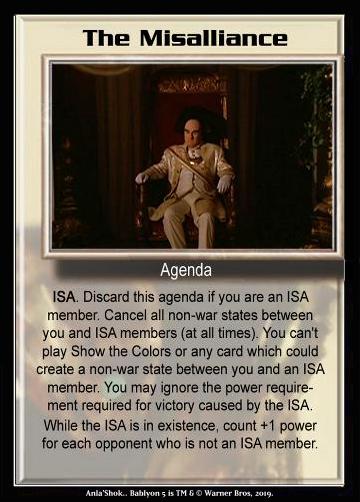 The Misalliance
Agenda
ISA. Discard this agenda if you are an ISA
member. Cancel all non-war states between
you and ISA members (at all times). You can't
play Show the Colors or any card which could
create a non-war state between you and an ISA
member. You may ignore the power require-
ment required for victory caused by the ISA.
While the ISA is in existence, count +1 power
for each opponent who is not an ISA member.
Anla'Shok.. Bablyon 5 is TM & © Warner Bros, 2019.